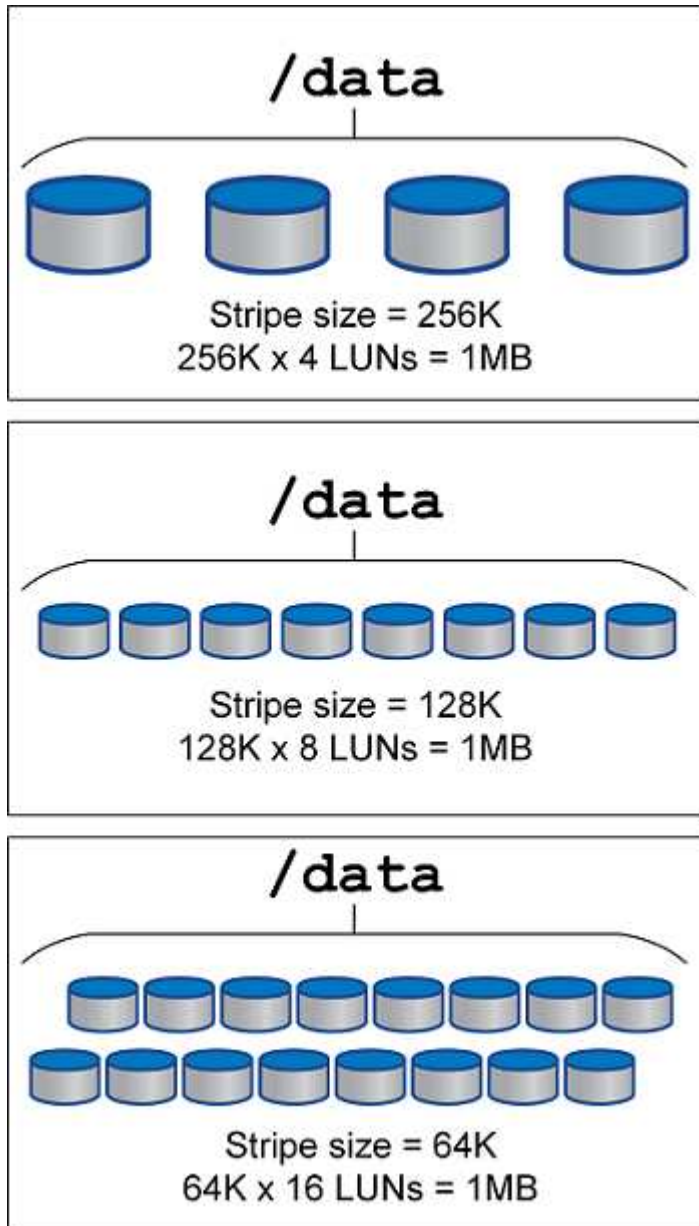 /data
Stripe size = 256K
256K x 4 LUNs = 1MB
/data
Stripe size = 128K
128K x 8 LUNs = 1MB
/data
Stripe size = 64K
64K x 16 LUNs = 1MB